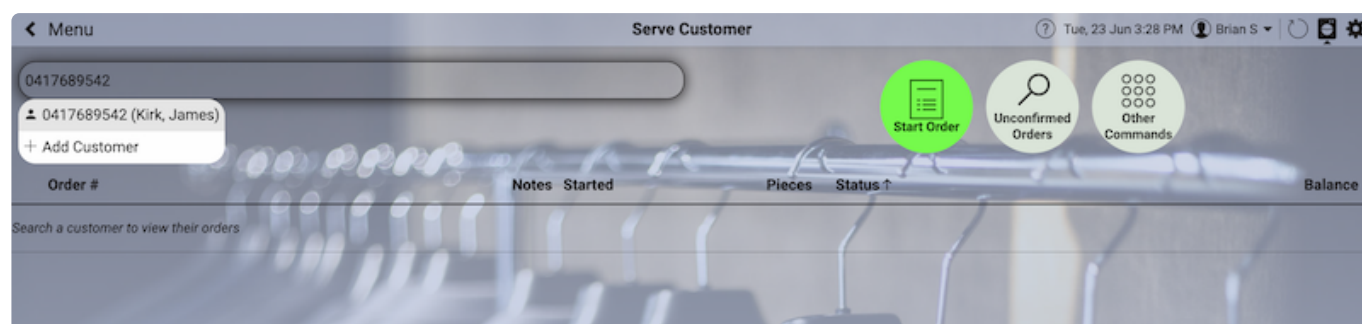 Menu
Serve Customer
? Tue, 23 Jun 3:28 PM Brian S
0417689542
0417689542 (Kirk, James)
+ Add Customer
Start Order
Unconfirmed
Orders
Other
Commands
Order # Notes Started Pieces Status ↑ Balance
Search a customer to view their orders